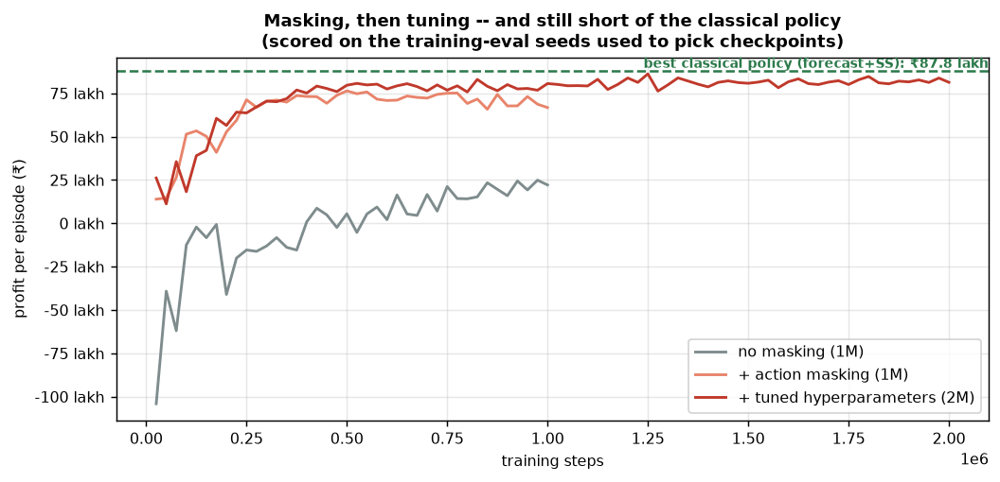 Masking, then tuning -- and still short of the classical policy
(scored on the training-eval seeds used to pick checkpoints)
best classical policy (forecast+SS): ₹87.8 lakh
75 lakh
50 lakh
25 lakh
0 lakh
-25 lakh
-50 lakh
-75 lakh
-100 lakh
profit per episode (₹)
no masking (1M)
+ action masking (1M)
+ tuned hyperparameters (2M)
0.00 0.25 0.50 0.75 1.00 1.25 1.50 1.75 2.00
1e6
training steps